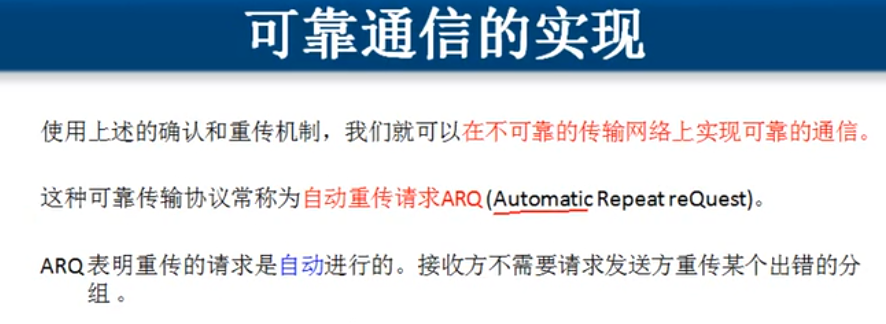 可靠通信的实现
使用上述的确认和重传机制，我们就可以在不可靠的传输网络上实现可靠的通信。
这种可靠传输协议常称为自动重传请求ARQ (Automatic Repeat reQuest)。
ARQ 表明重传的请求是自动进行的。接收方不需要请求发送方重传某个出错的分
组 。